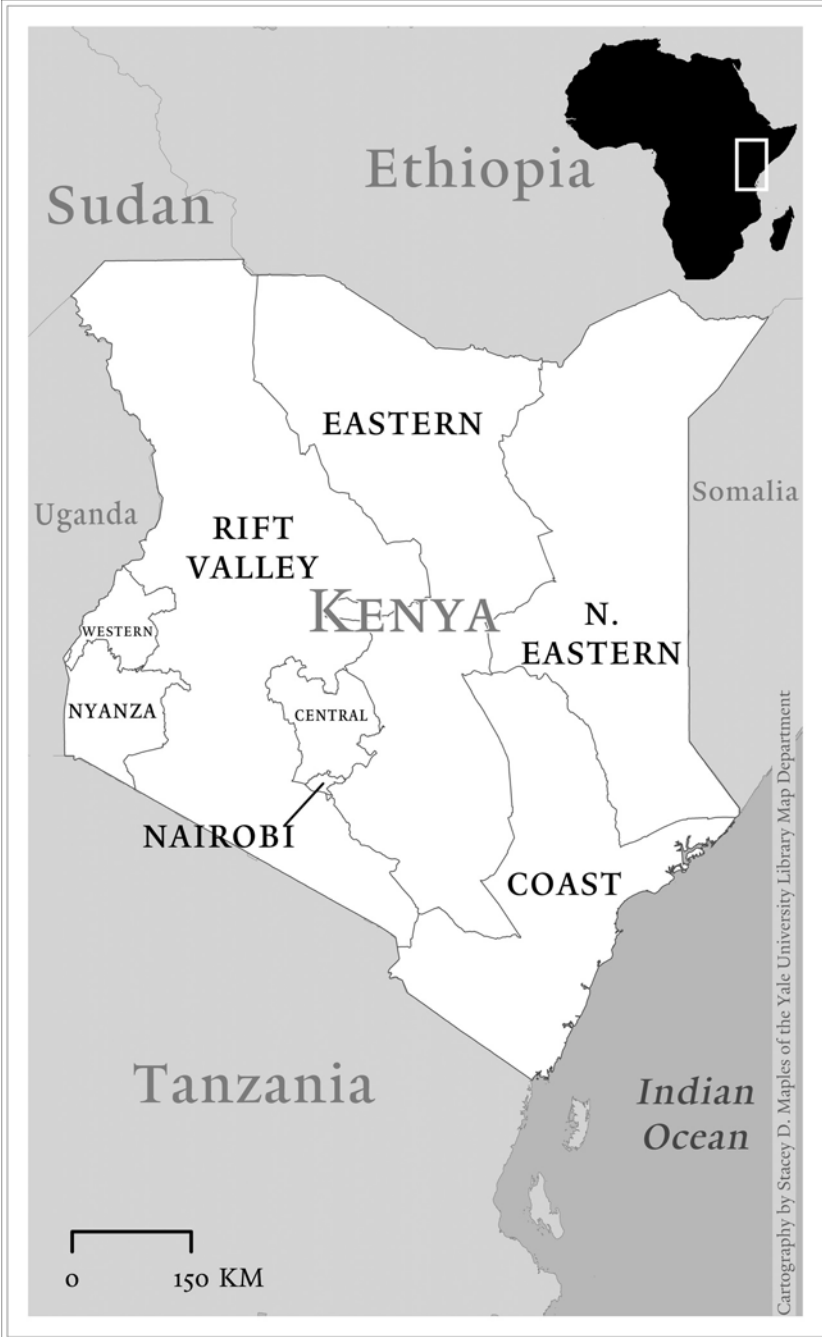 Ethiopia
Sudan
EASTERN
Somalia
Uganda
RIFT
VALLEY
KENYA
N.
EASTERN
WESTERN
NYANZA
CENTRAL
NAIROBI
COAST
Tanzania
Indian
Ocean
0 150 KM
Cartography by Stacey D. Maples of the Yale University Library Map Department